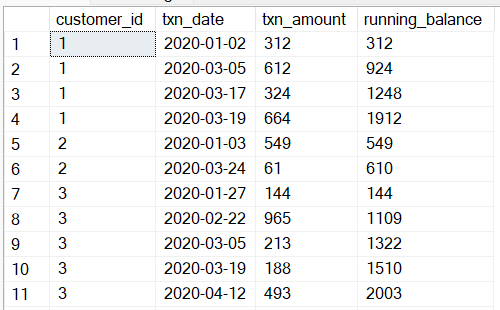 customer_id txn_date txn_amount running_balance
1 1 2020-01-02 312 312
2 1 2020-03-05 612 924
3 1 2020-03-17 324 1248
4 1 2020-03-19 664 1912
5 2 2020-01-03 549 549
6 2 2020-03-24 61 610
7 3 2020-01-27 144 144
8 3 2020-02-22 965 1109
9 3 2020-03-05 213 1322
10 3 2020-03-19 188 1510
11 3 2020-04-12 493 2003